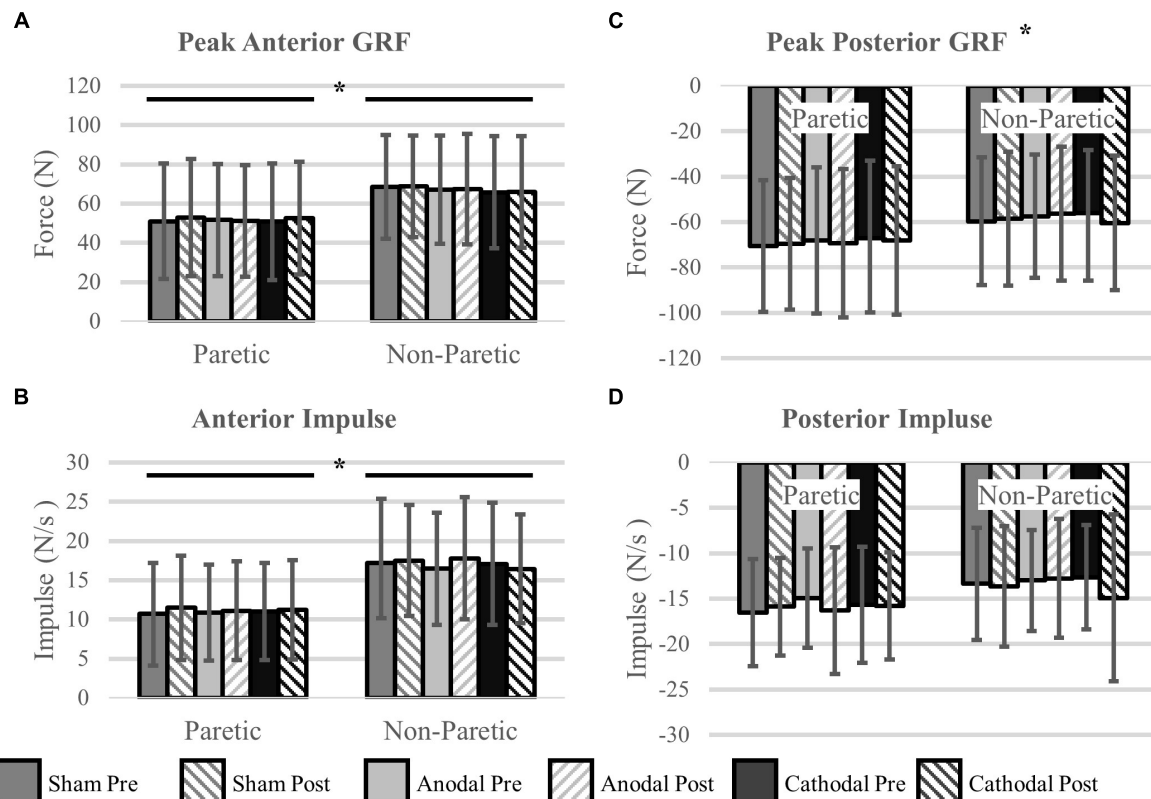 A
Peak Anterior GRF
*
Force (N)
120
100
80
60
40
20
0
Paretic
Non-Paretic
C
Peak Posterior GRF *
Force (N)
0
-20
-40
-60
-80
-100
-120
Paretic
Non-Paretic
B
Anterior Impulse
*
Impulse (N/s )
30
25
20
15
10
5
0
Paretic
Non-Paretic
D
Posterior Impluse
Impulse (N/s )
0
-5
-10
-15
-20
-25
-30
Paretic
Non-Paretic
Sham Pre
Sham Post
Anodal Pre
Anodal Post
Cathodal Pre
Cathodal Post